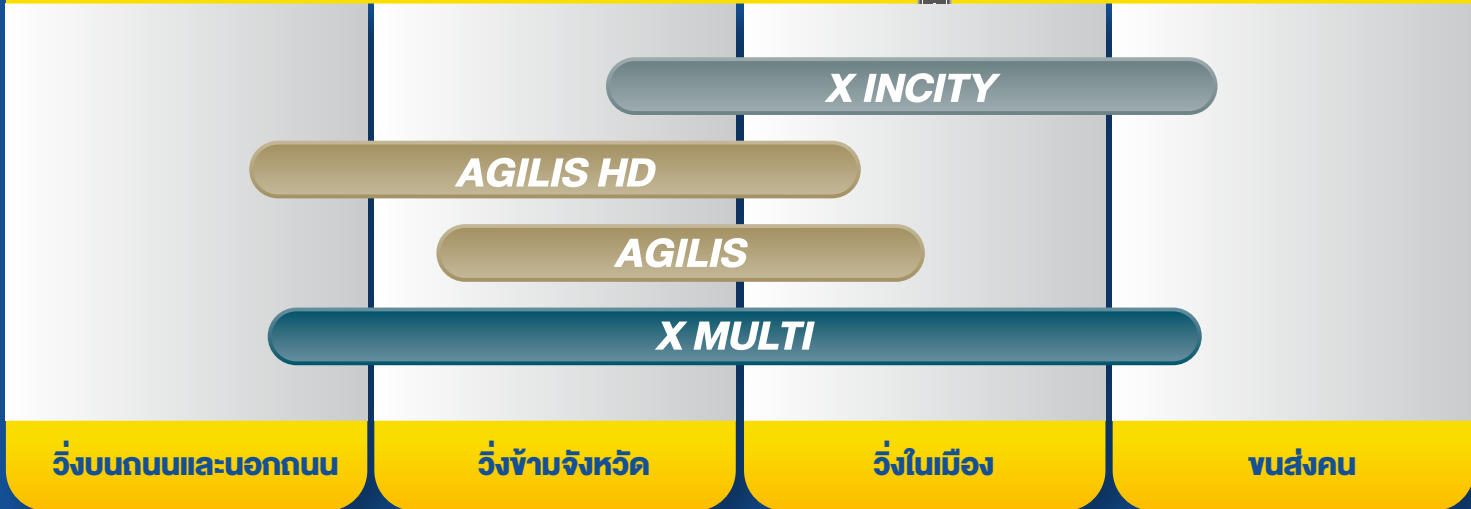 X INCITY
AGILIS HD
AGILIS
X MULTI
วิ่งบนถนนและนอกถนน
วิ่งข้ามจังหวัด
วิ่งในเมือง
ขนส่งคน